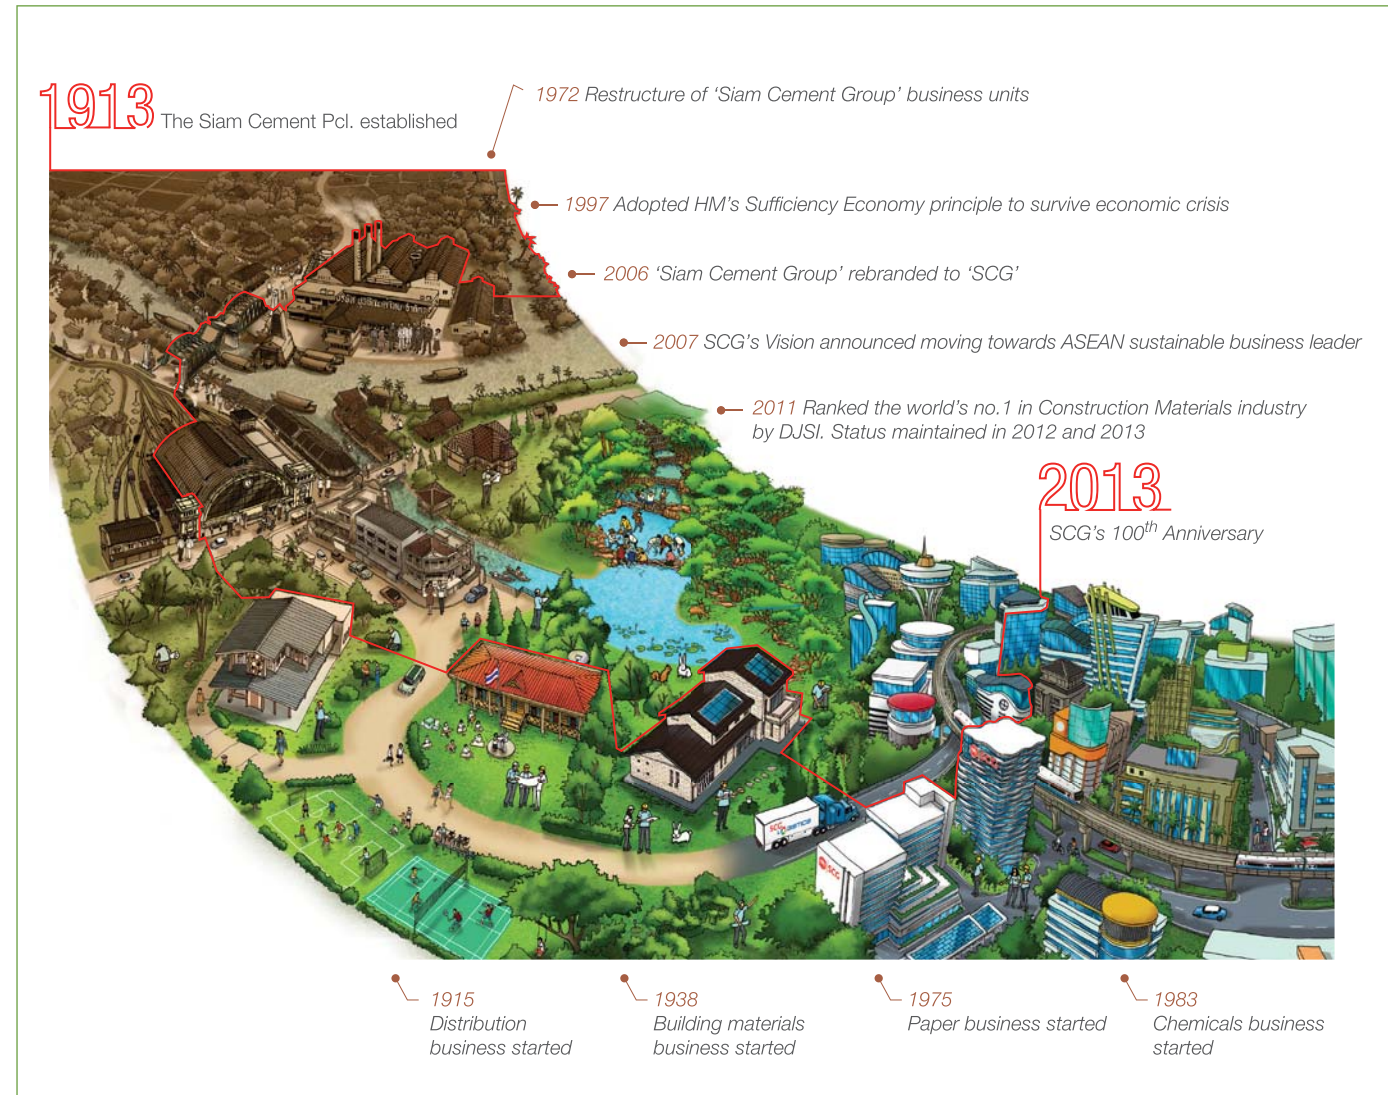 1913 The Siam Cement Pcl. established
1972 Restructure of ‘Siam Cement Group’ business units
1997 Adopted HM’s Sufficiency Economy principle to survive economic crisis
2006 ‘Siam Cement Group’ rebranded to ‘SCG’
2007 SCG’s Vision announced moving towards ASEAN sustainable business leader
2011 Ranked the world’s no.1 in Construction Materials industry
by DJSI. Status maintained in 2012 and 2013
2013
SCG’s 100th Anniversary
SCG
SCG
LOGISTICS
SCG
1915
Distribution
business started
1938
Building materials
business started
1975
Paper business started
1983
Chemicals business
started